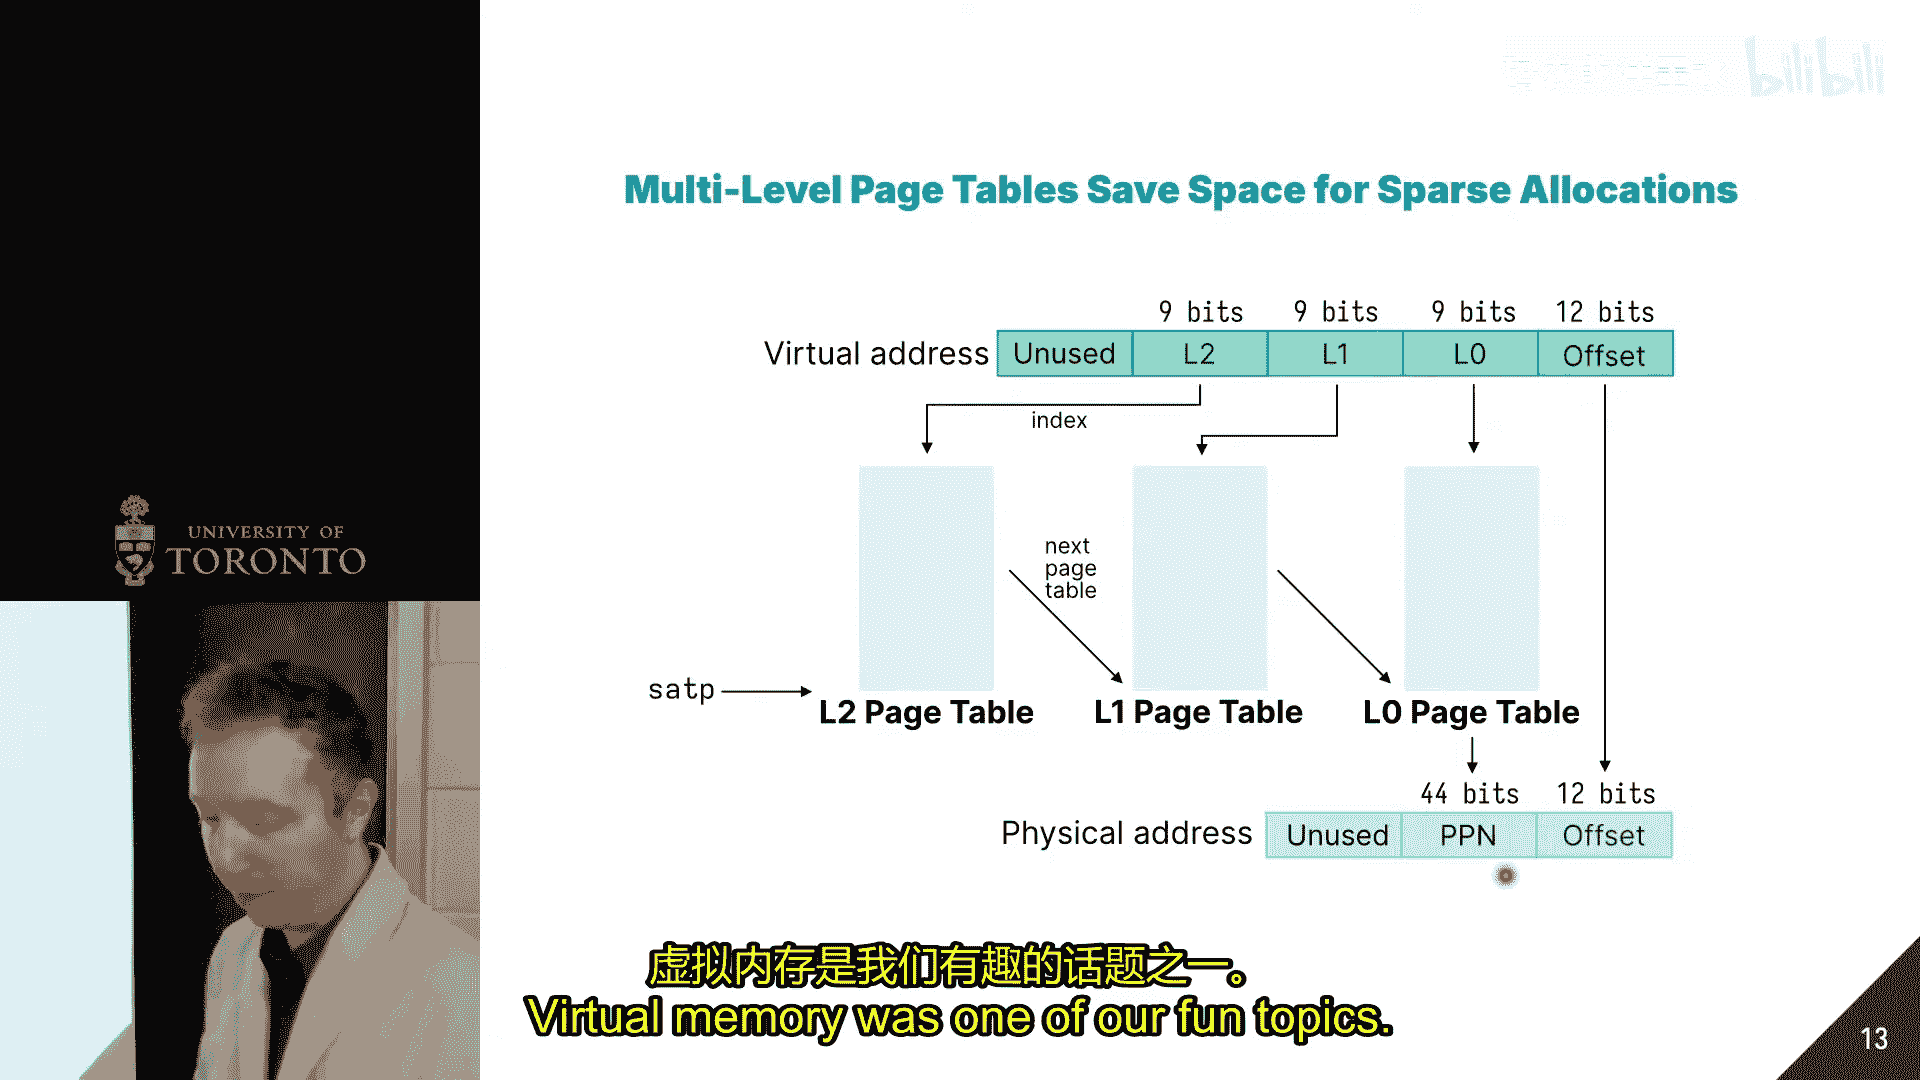 bilibili
Multi-Level Page Tables Save Space for Sparse Allocations
9 bits 9 bits 9 bits 12 bits
Virtual address Unused L2 L1 L0 Offset
index
next
page
table
satp
L2 Page Table L1 Page Table L0 Page Table
44 bits 12 bits
Physical address Unused PPN Offset
UNIVERSITY OF
TORONTO
虚拟内存是我们有趣的话题之一。
Virtual memory was one of our fun topics.
13